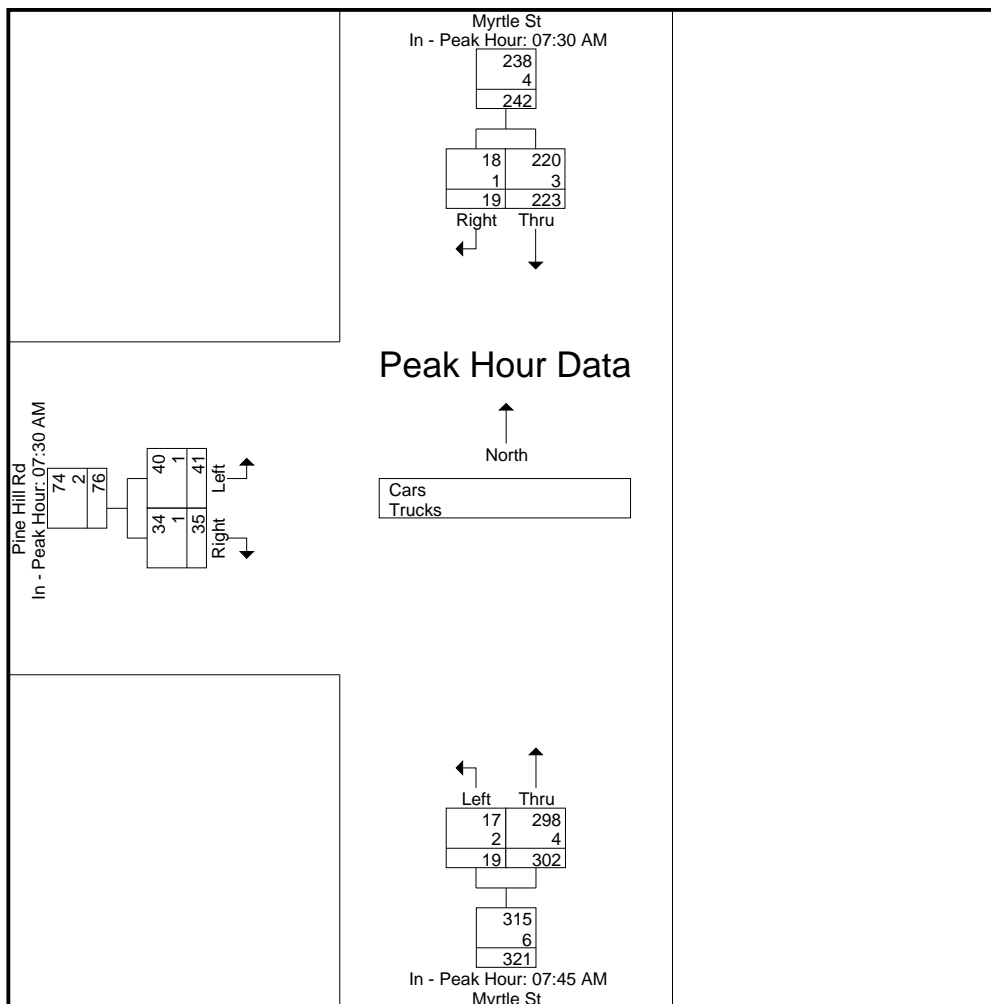 Myrtle St
In - Peak Hour: 07:30 AM
238
4
242
18 220
1 3
19 223
Right Thru
Peak Hour Data
North
Cars
Trucks
Pine Hill Rd
In - Peak Hour: 07:30 AM
74
2
76
40 1 41
Left
34 1 35
Right
Left Thru
17 298
2 4
19 302
315
6
321
In - Peak Hour: 07:45 AM
Myrtle St